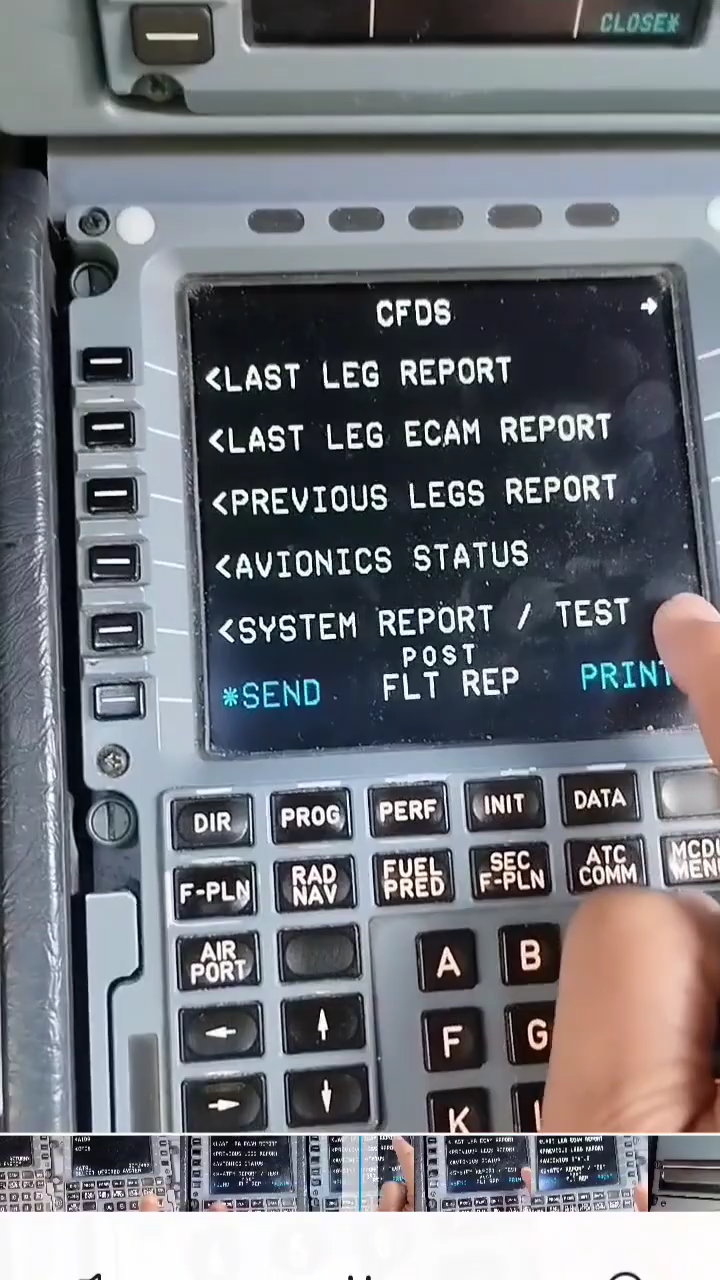 CLOSE*
CFDS →
<LAST LEG REPORT
<LAST LEG ECAM REPORT
<PREVIOUS LEGS REPORT
<AVIONICS STATUS
<SYSTEM REPORT / TEST
POST
*SEND FLT REP PRINT
DIR PROG PERF INIT DATA
F-PLN RAD NAV FUEL PRED SEC F-PLN ATC COMM MCDU MENU
AIR PORT A B
← ↑ F G
→ ↓ K